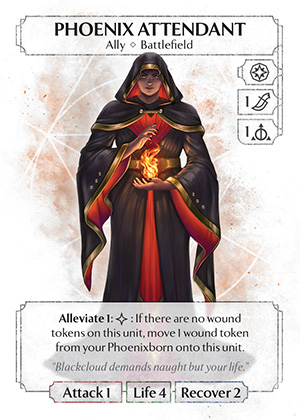 PHOENIX ATTENDANT
Ally ⟐ Battlefield
1
1
Alleviate 1: ✧ : If there are no wound
tokens on this unit, move 1 wound token
from your Phoenixborn onto this unit.
"Blackcloud demands naught but your life."
Attack 1 Life 4 Recover 2